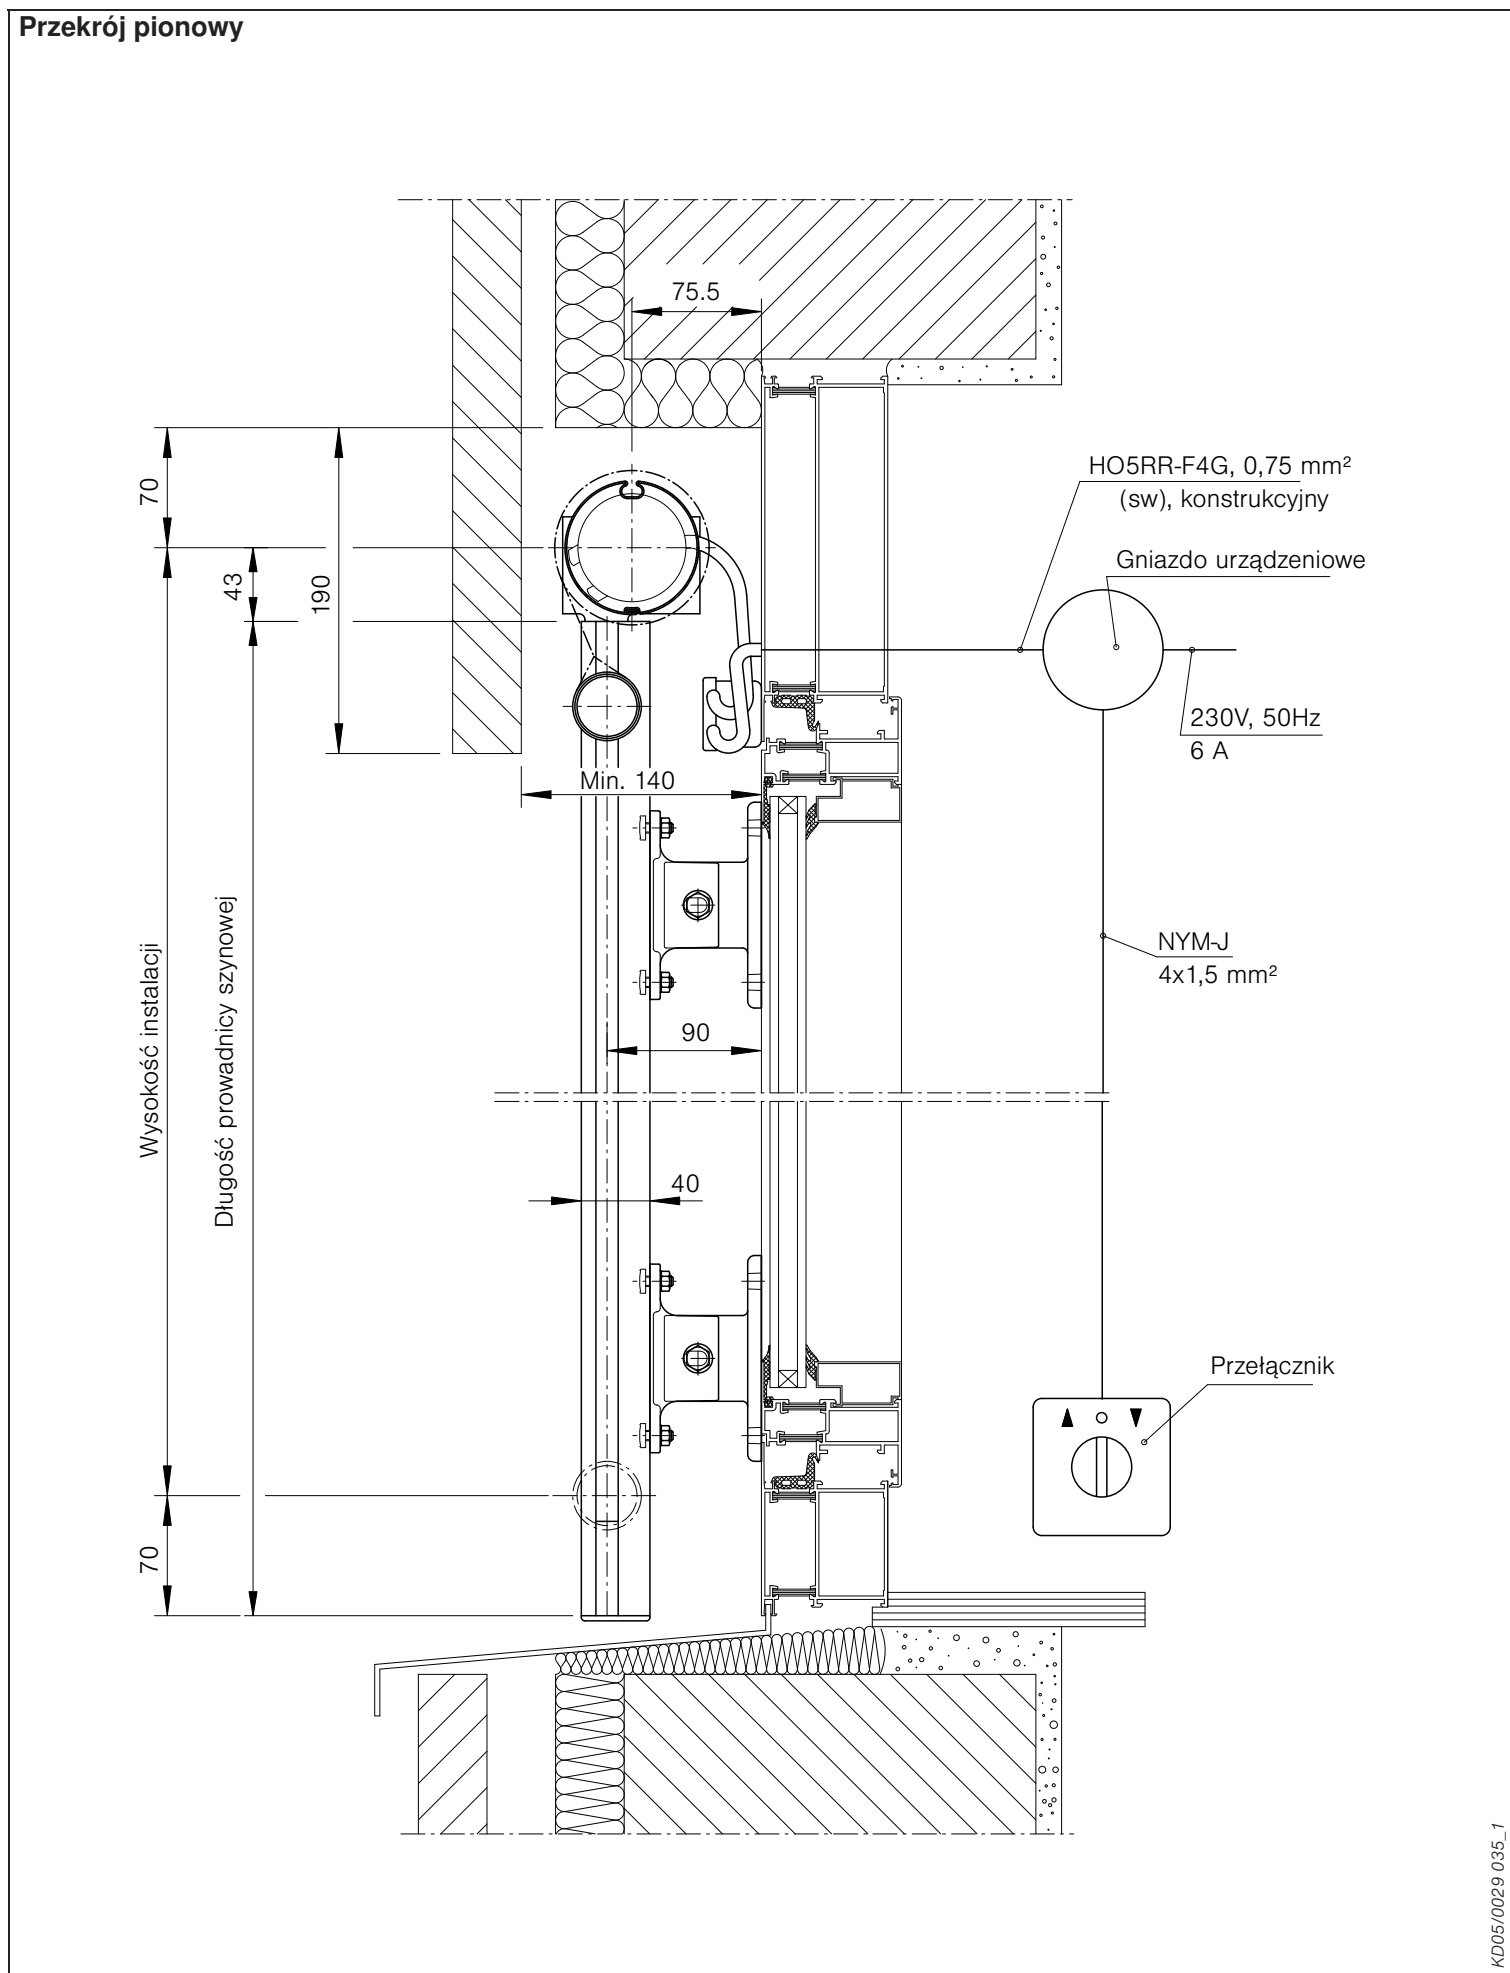 Przekrój pionowy
75.5
70
HO5RR-F4G, 0,75 mm²
(sw), konstrukcyjny
Gniazdo urządzeniowe
43
190
230V, 50Hz
6 A
Min. 140
Wysokość instalacji
Długość prowadnicy szynowej
NYM-J
4x1,5 mm²
90
40
Przełącznik
70
KD05/0029 035_1